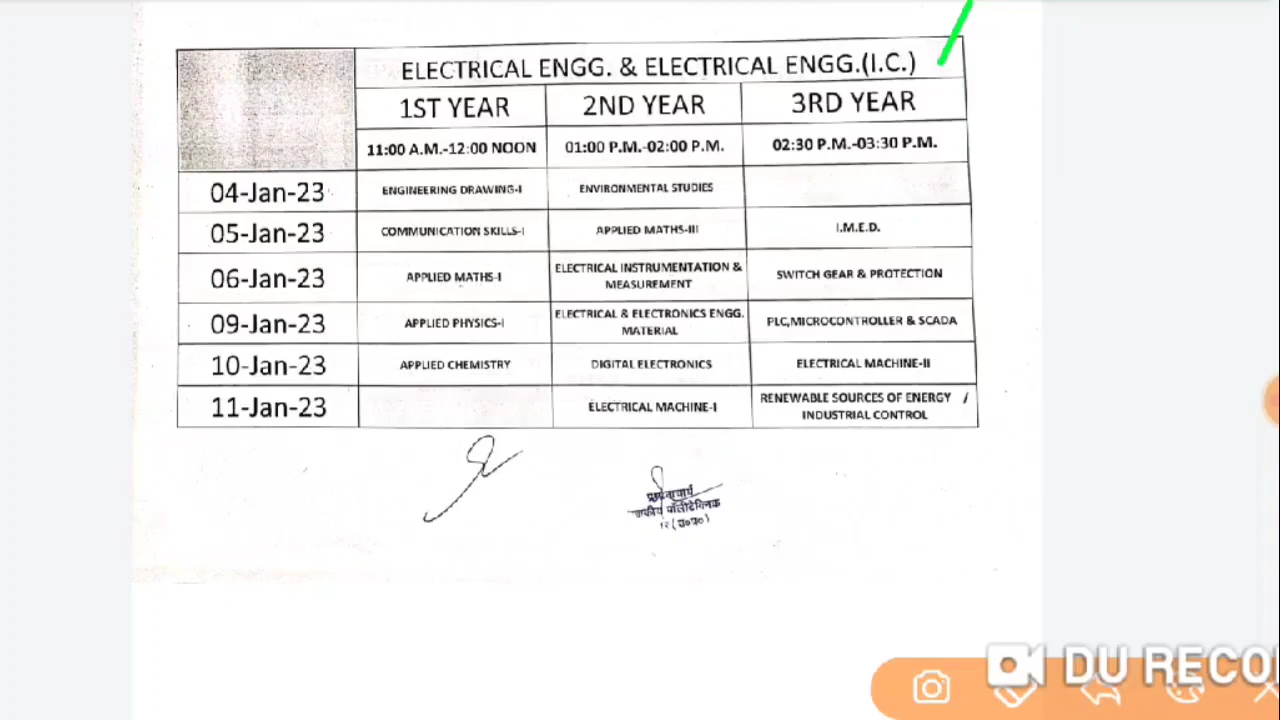 ELECTRICAL ENGG. & ELECTRICAL ENGG.(I.C.)
1ST YEAR 2ND YEAR 3RD YEAR
11:00 A.M.-12:00 NOON 01:00 P.M.-02:00 P.M. 02:30 P.M.-03:30 P.M.
04-Jan-23 ENGINEERING DRAWING-I ENVIRONMENTAL STUDIES
05-Jan-23 COMMUNICATION SKILLS-I APPLIED MATHS-III I.M.E.D.
06-Jan-23 APPLIED MATHS-I ELECTRICAL INSTRUMENTATION & MEASUREMENT SWITCH GEAR & PROTECTION
09-Jan-23 APPLIED PHYSICS-I ELECTRICAL & ELECTRONICS ENGG. MATERIAL PLC,MICROCONTROLLER & SCADA
10-Jan-23 APPLIED CHEMISTRY DIGITAL ELECTRONICS ELECTRICAL MACHINE-II
11-Jan-23 ELECTRICAL MACHINE-I RENEWABLE SOURCES OF ENERGY / INDUSTRIAL CONTROL
पॉलीटेक्निक
DU RECO